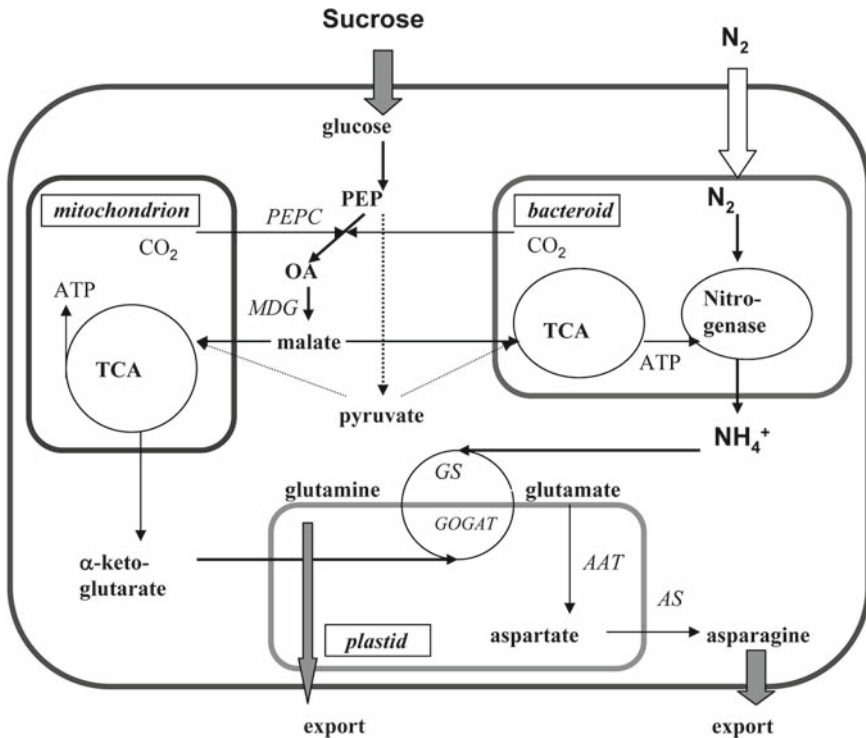 Sucrose
N2
glucose
mitochondrion
PEP
bacteroid
N2
PEPC
CO2
CO2
OA
ATP
MDG
Nitro-
genase
TCA
malate
TCA
ATP
pyruvate
NH4+
GS
glutamine
glutamate
GOGAT
α-keto-
glutarate
AAT
AS
plastid
aspartate
asparagine
export
export